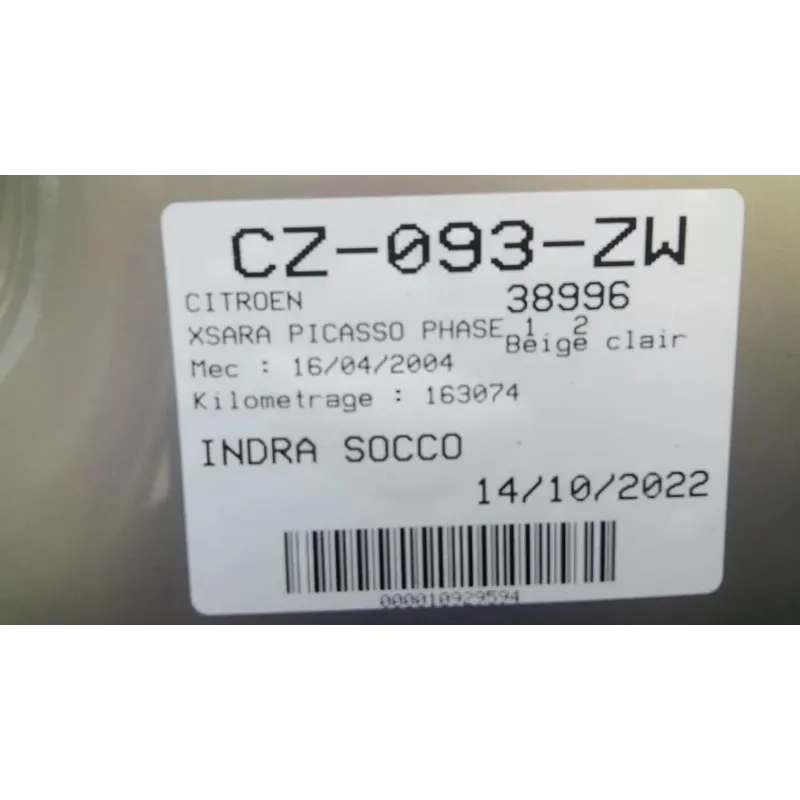 CZ-093-ZW
CITROEN 38996
XSARA PICASSO PHASE 1 2
Beige clair
Mec : 16/04/2004
Kilometrage : 163074
INDRA SOCCO
14/10/2022
000010929594